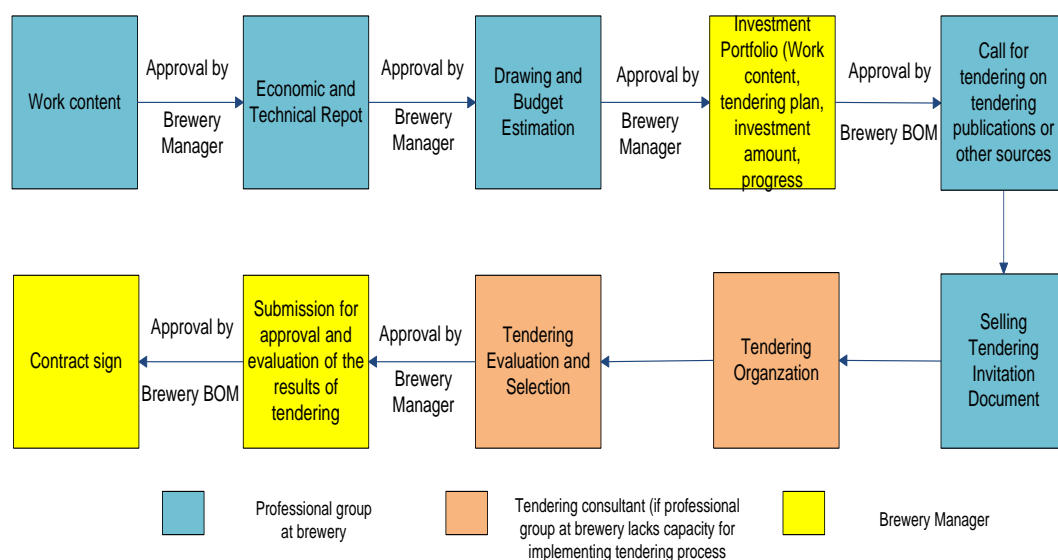 Work content
Approval by
Brewery
Manager
Economic and
Technical Repot
Approval by
Brewery
Manager
Drawing and
Budget
Estimation
Approval by
Brewery
Manager
Investment
Portfolio (Work
content,
tendering plan,
investment
amount,
progress
Approval by
Brewery BOM
Call for
tendering on
tendering
publications or
other sources
Contract sign
Approval by
Brewery BOM
Submission for
approval and
evaluation of the
results of
tendering
Approval by
Brewery
Manager
Tendering
Evaluation and
Selection
Tendering
Organzation
Selling
Tendering
Invitation
Document
Professional group
at brewery
Tendering consultant (if professional
group at brewery lacks capacity for
implementing tendering process
Brewery Manager